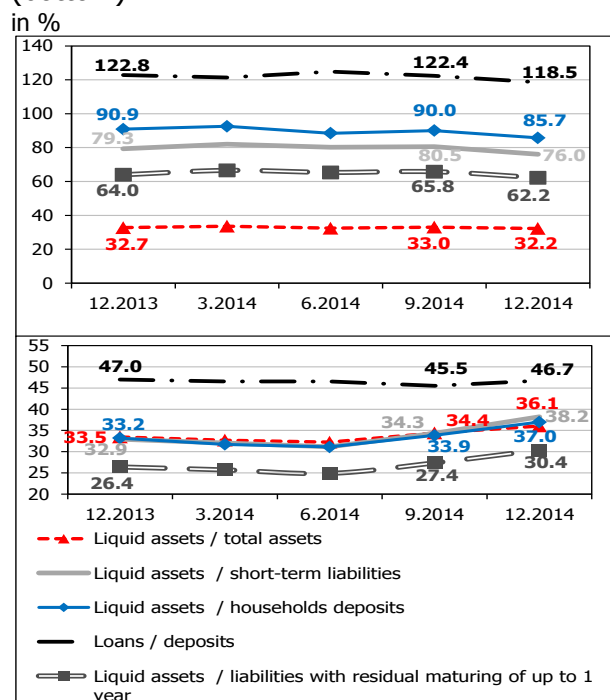 in %
140
120
100
80
60
40
20
0
122.8 122.4 118.5
90.9 90.0 85.7
79.3 80.5 76.0
64.0 65.8 62.2
32.7 33.0 32.2
12.2013 3.2014 6.2014 9.2014 12.2014
55
50
45
40
35
30
25
20
47.0 45.5 46.7
33.5 34.4 36.1
32.9 34.3 38.2
33.2 33.9 37.0
26.4 27.4 30.4
12.2013 3.2014 6.2014 9.2014 12.2014
Liquid assets / total assets
Liquid assets / short-term liabilities
Liquid assets / households deposits
Loans / deposits
Liquid assets / liabilities with residual maturing of up to 1
year